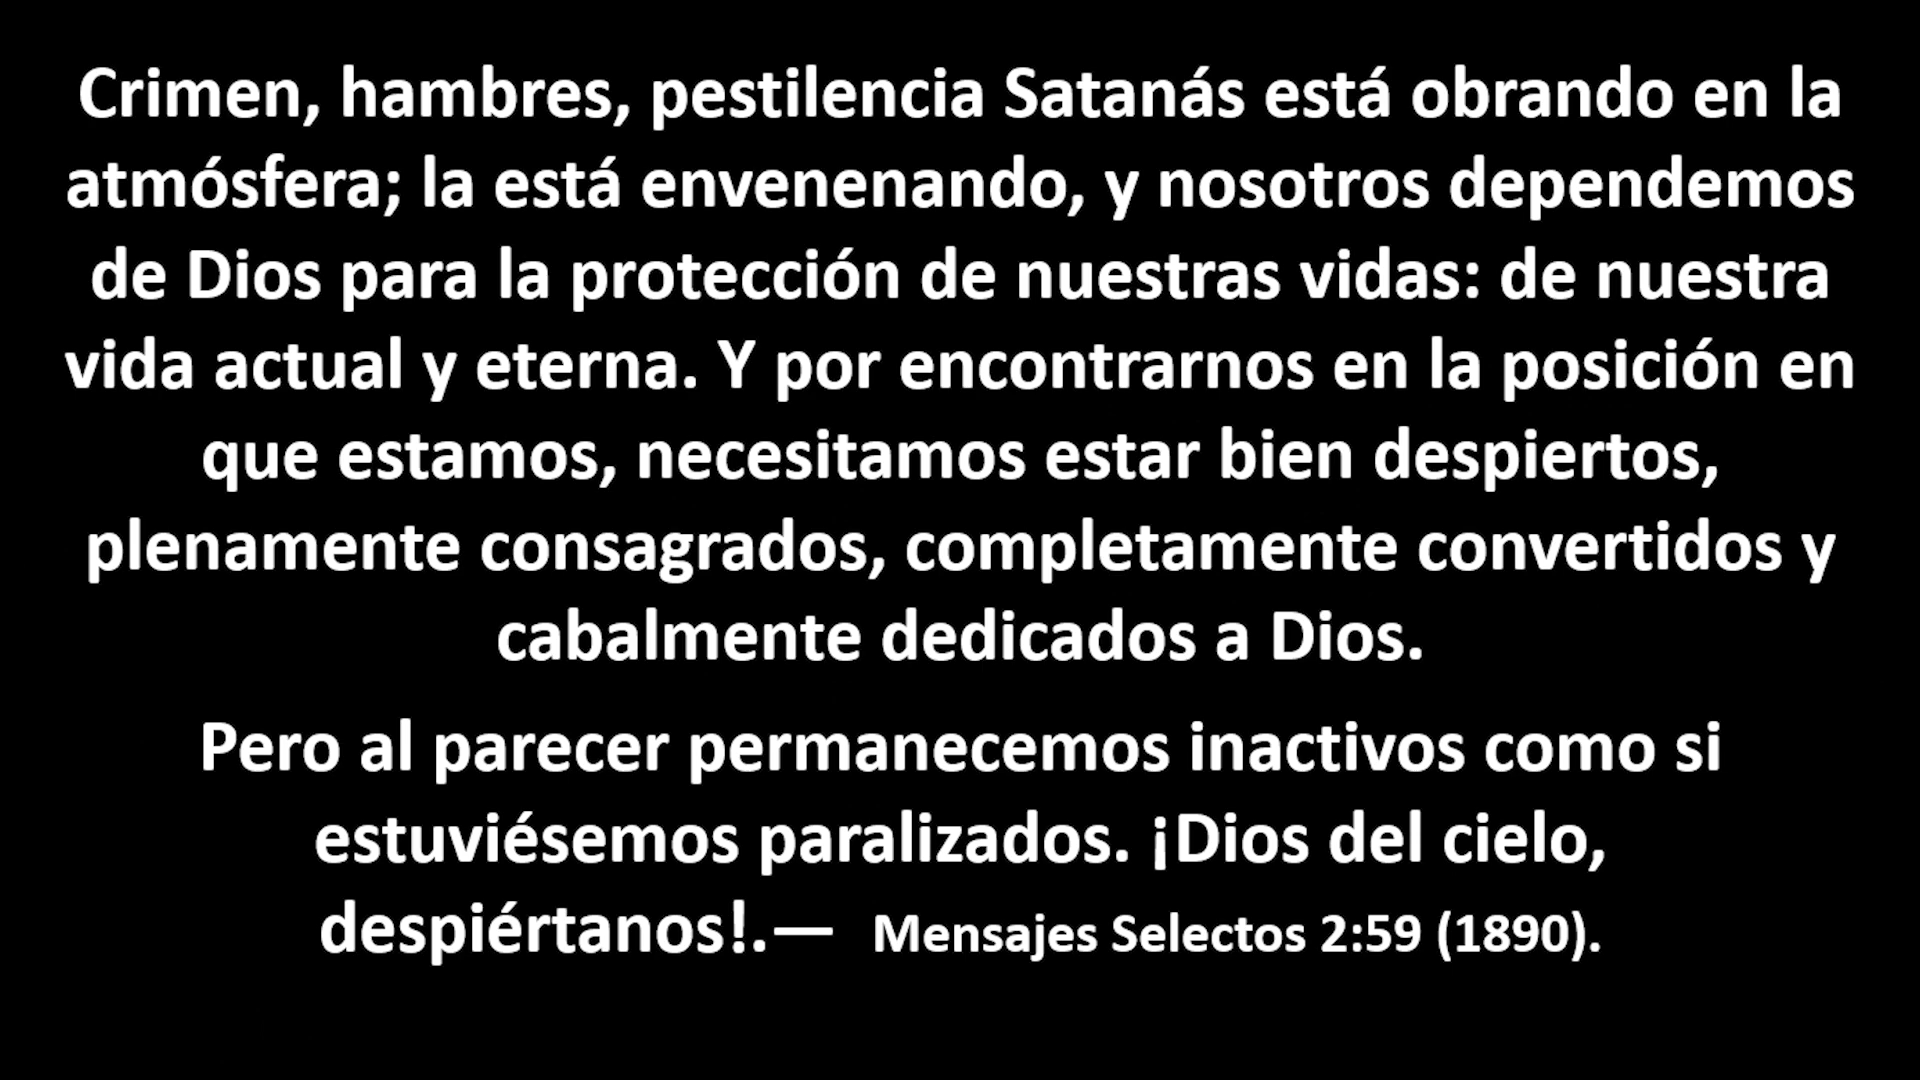 Crimen, hambres, pestilencia Satanás está obrando en la
atmósfera; la está envenenando, y nosotros dependemos
de Dios para la protección de nuestras vidas: de nuestra
vida actual y eterna. Y por encontrarnos en la posición en
que estamos, necesitamos estar bien despiertos,
plenamente consagrados, completamente convertidos y
cabalmente dedicados a Dios.
Pero al parecer permanecemos inactivos como si
estuviésemos paralizados. ¡Dios del cielo,
despiértanos!.— Mensajes Selectos 2:59 (1890).